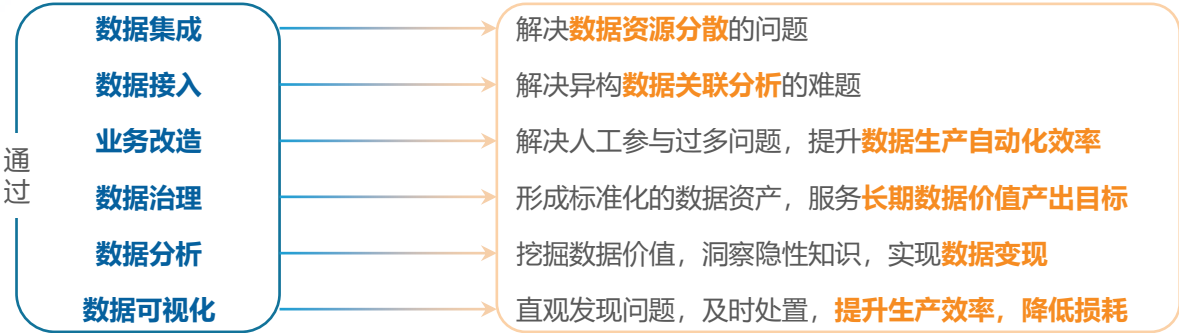 通过
数据集成 解决数据资源分散的问题
数据接入 解决异构数据关联分析的难题
业务改造 解决人工参与过多问题，提升数据生产自动化效率
数据治理 形成标准化的数据资产，服务长期数据价值产出目标
数据分析 挖掘数据价值，洞察隐性知识，实现数据变现
数据可视化 直观发现问题，及时处置，提升生产效率，降低损耗